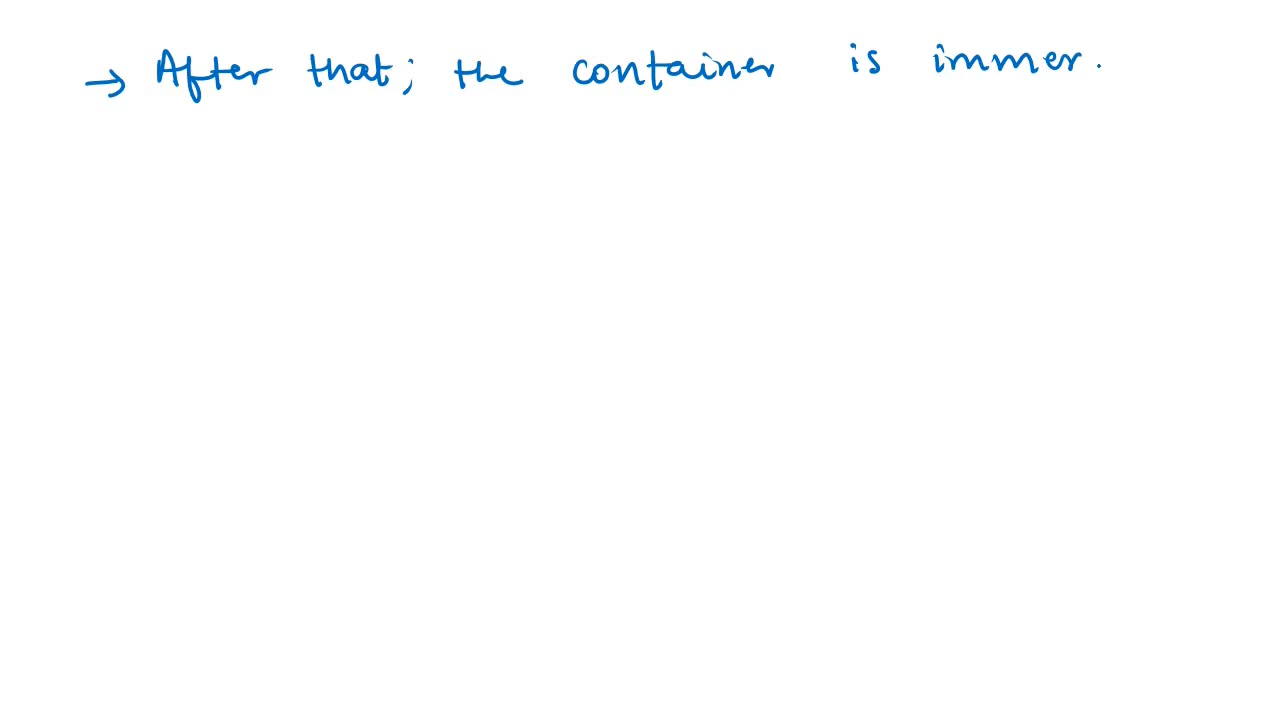 → After that; the container is immer.